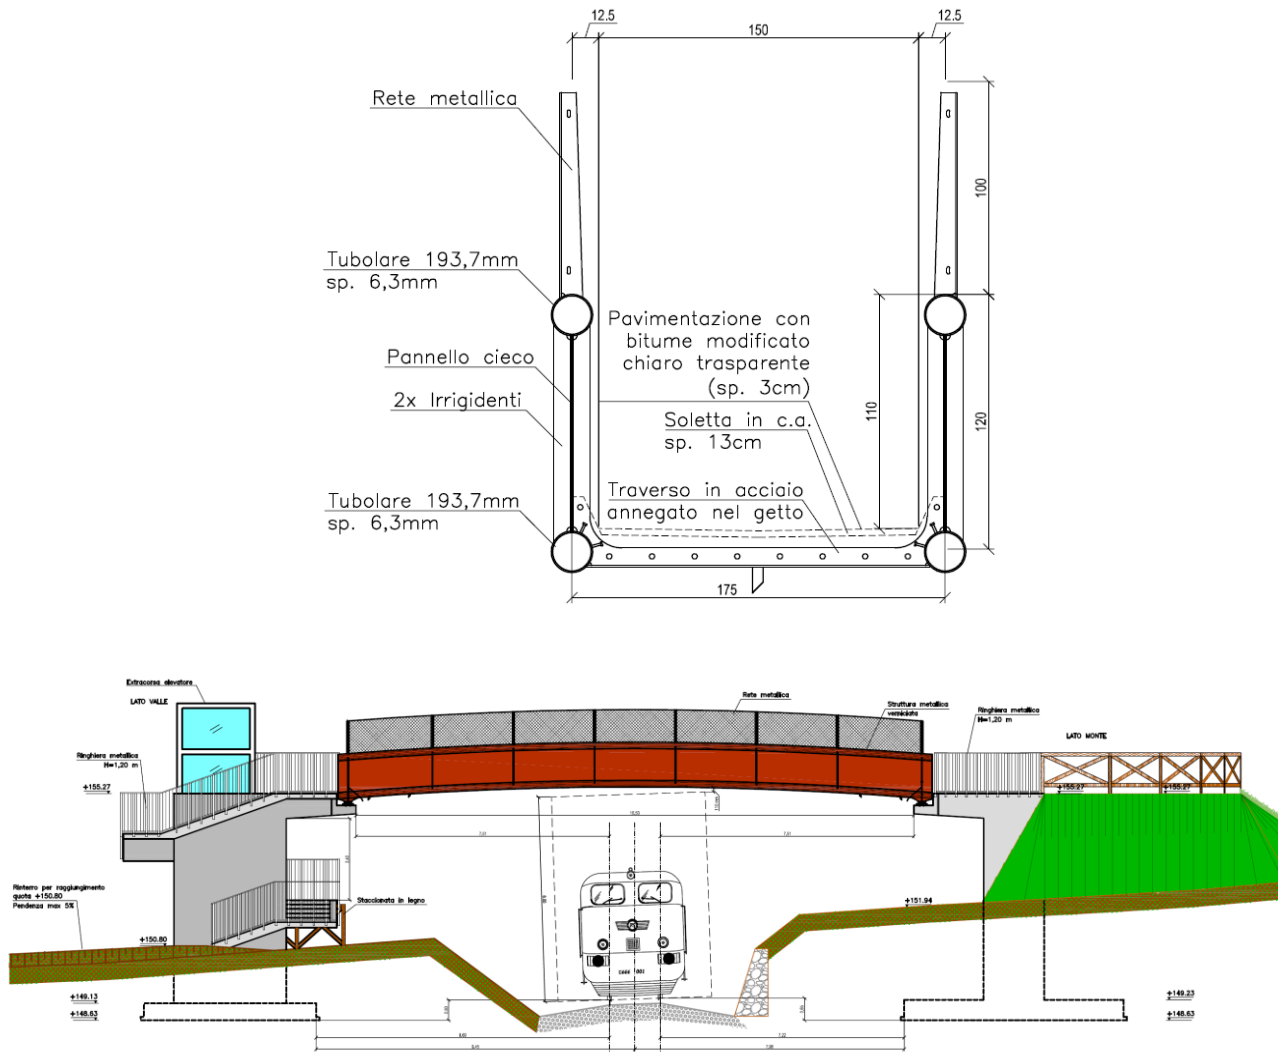 12.5
150
12.5
Rete metallica
100
Tubolare 193,7mm
sp. 6,3mm
Pavimentazione con
bitume modificato
chiaro trasparente
(sp. 3cm)
Pannello cieco
2x Irrigidenti
110
120
Soletta in c.a.
sp. 13cm
Traverso in acciaio
annegato nel getto
Tubolare 193,7mm
sp. 6,3mm
175
Extracorsa elevatore
LATO VALLE
Rete metallica
Struttura metallica
verniciata
Ringhiera metallica
H=1,20 m
LATO MONTE
Ringhiera metallica
H=1,20 m
+155.27
+155.27
+155.27
Rinterro per raggiungimento
quota +150.80
Pendenza max 5%
Staccionata in legno
+151.94
+150.80
+149.13
+148.63
+149.23
+148.63